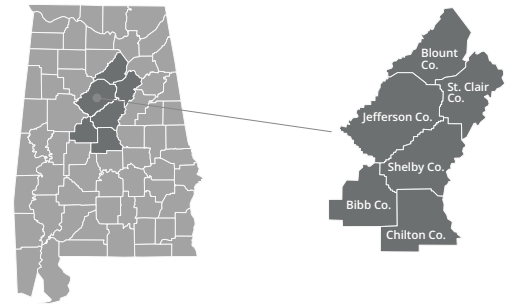 Blount
Co.
St. Clair
Co.
Jefferson Co.
Shelby Co.
Bibb Co.
Chilton Co.